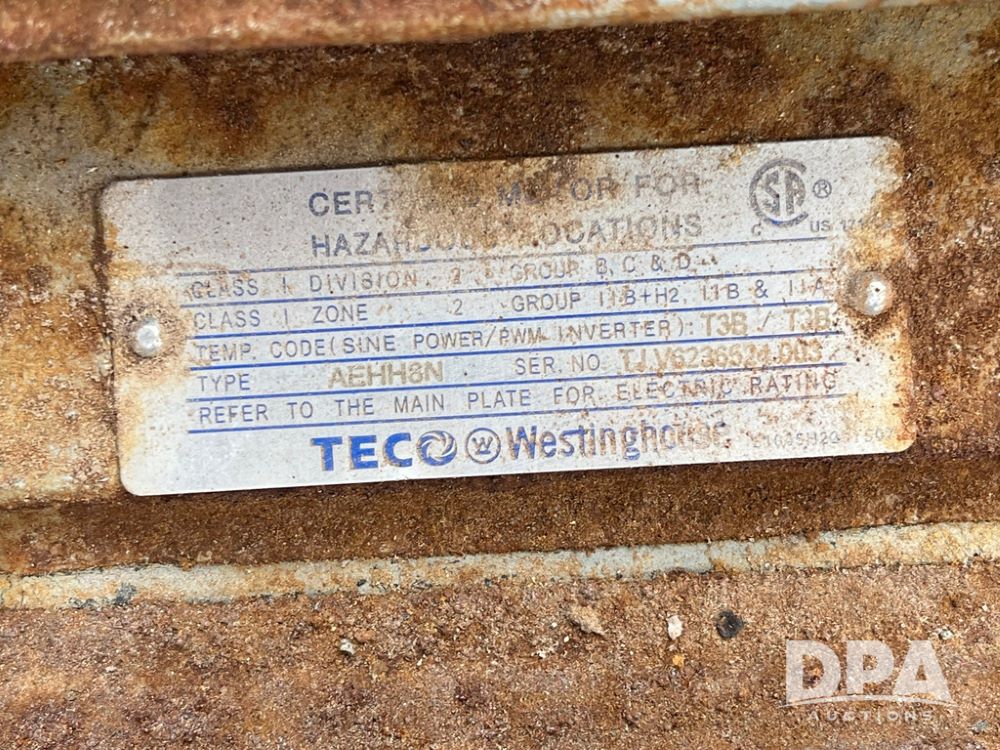 MOTOR FOR
CSA ®
C US
HAZARDOUS LOCATIONS
CLASS I DIVISION 2 GROUP B, C & D
CLASS I ZONE 2 GROUP IIB+H2, IIB & IIA
TEMP. CODE(SINE POWER/PWM INVERTER): T3B / T3B
TYPE AEHH8N SER. NO.
REFER TO THE MAIN PLATE FOR ELECTRIC RATING
TECO W Westinghouse
DPA
AUCTIONS